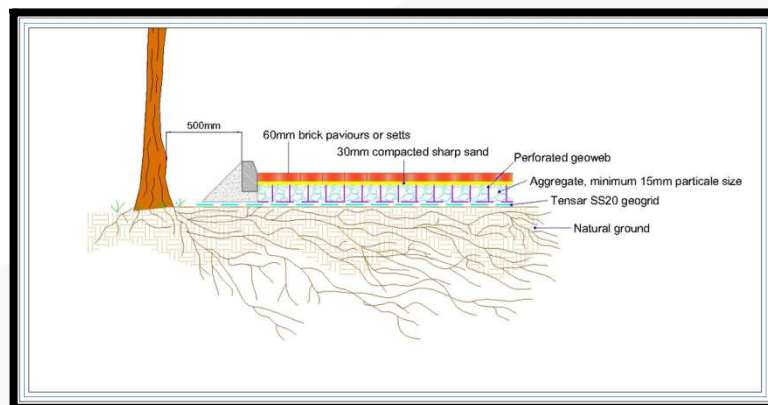 500mm
60mm brick paviours or setts
30mm compacted sharp sand
Perforated geoweb
Aggregate, minimum 15mm particale size
Tensar SS20 geogrid
Natural ground